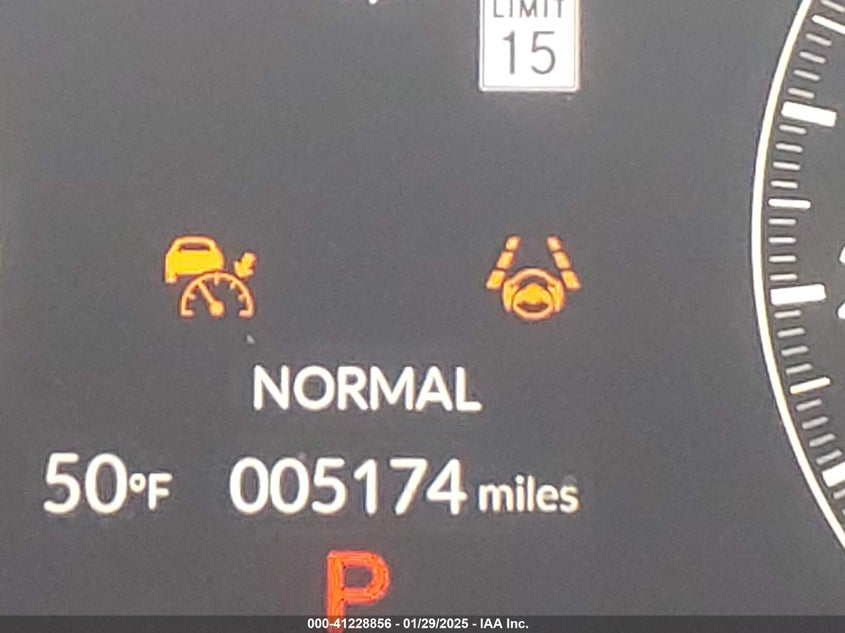 LIMIT
15
NORMAL
50°F 005174 miles
P
000-41228856 - 01/29/2025 - IAA Inc.